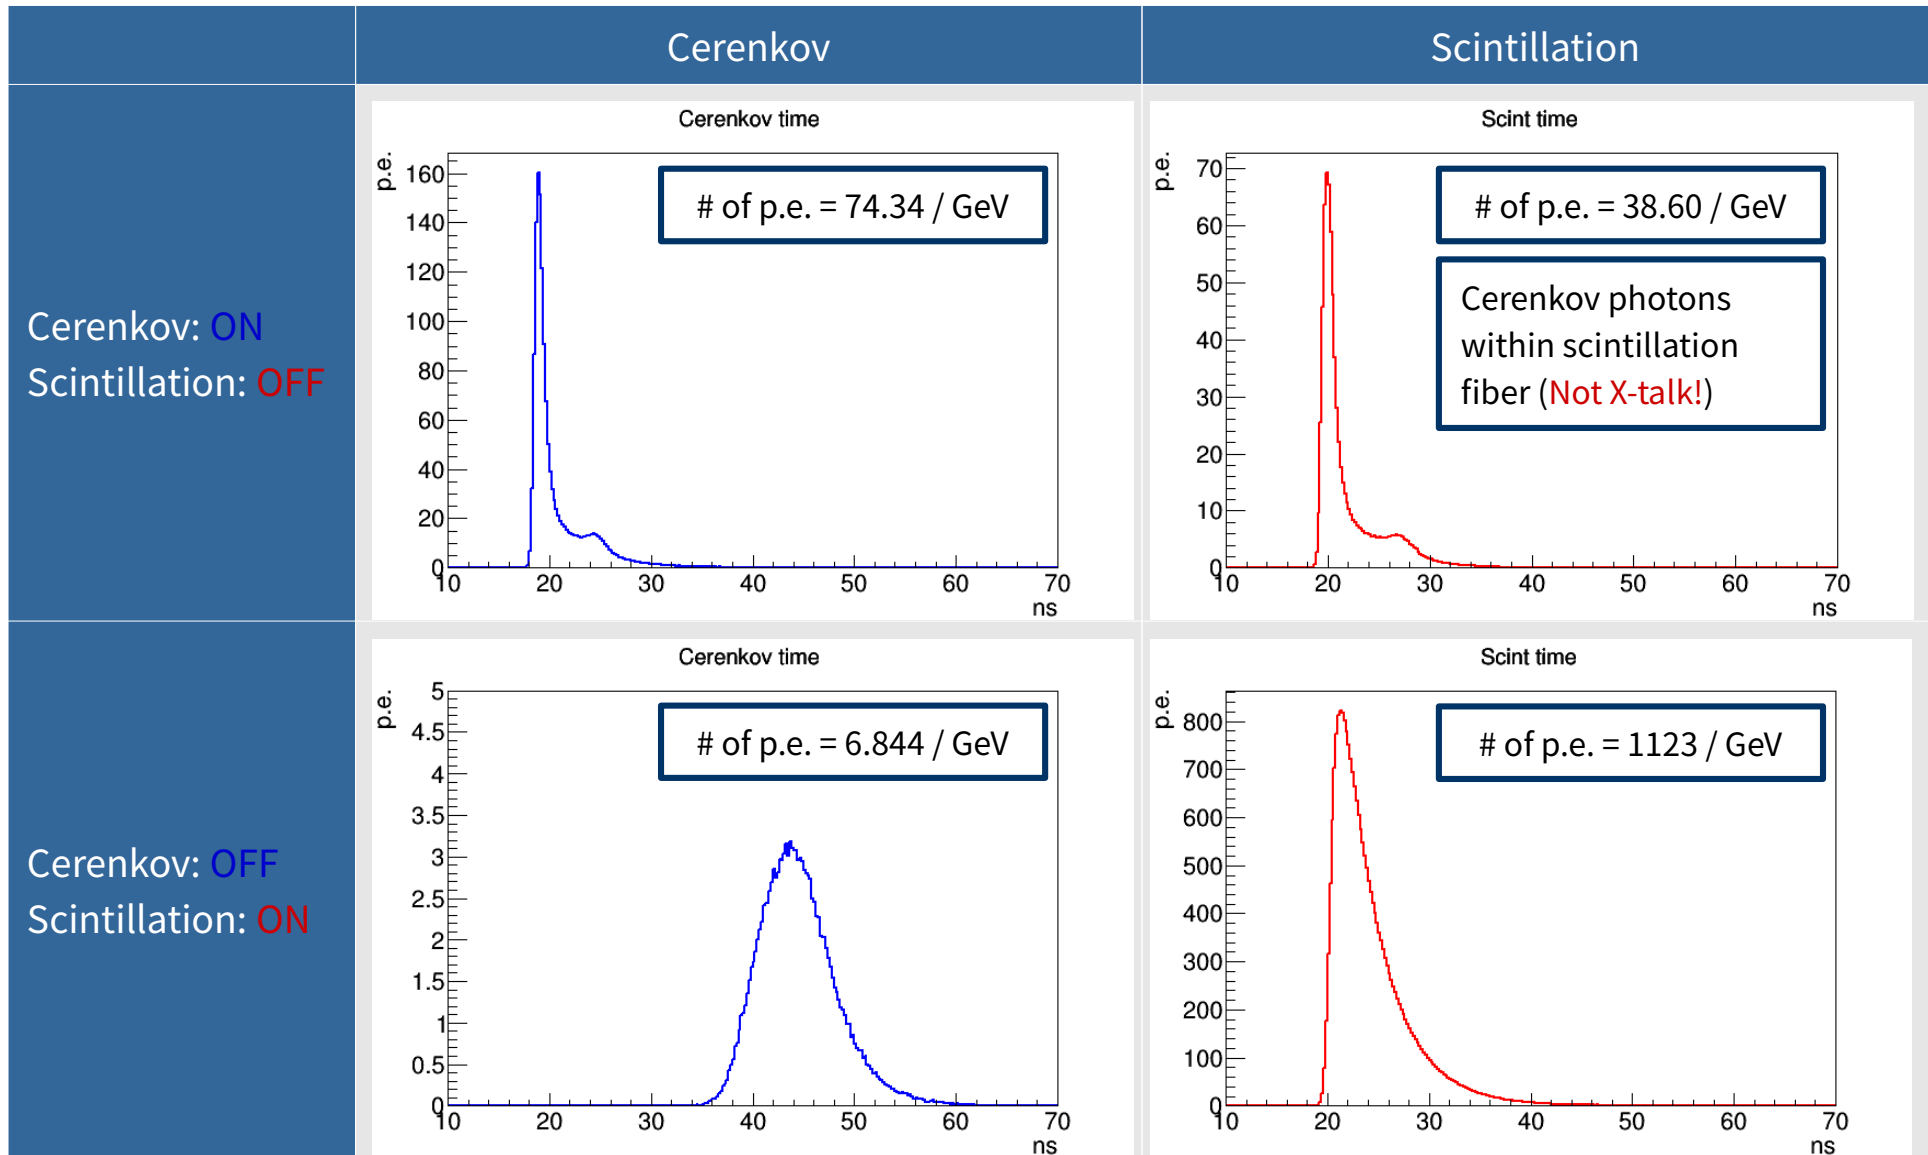 Cerenkov
Scintillation
Cerenkov: ON
Scintillation: OFF
Cerenkov time
p.e.
160
140
120
100
80
60
40
20
0
10 20 30 40 50 60 70
ns
# of p.e. = 74.34 / GeV
Scint time
p.e.
70
60
50
40
30
20
10
0
10 20 30 40 50 60 70
ns
# of p.e. = 38.60 / GeV
Cerenkov photons
within scintillation
fiber (Not X-talk!)
Cerenkov: OFF
Scintillation: ON
Cerenkov time
p.e.
5
4.5
4
3.5
3
2.5
2
1.5
1
0.5
0
10 20 30 40 50 60 70
ns
# of p.e. = 6.844 / GeV
Scint time
p.e.
800
700
600
500
400
300
200
100
0
10 20 30 40 50 60 70
ns
# of p.e. = 1123 / GeV